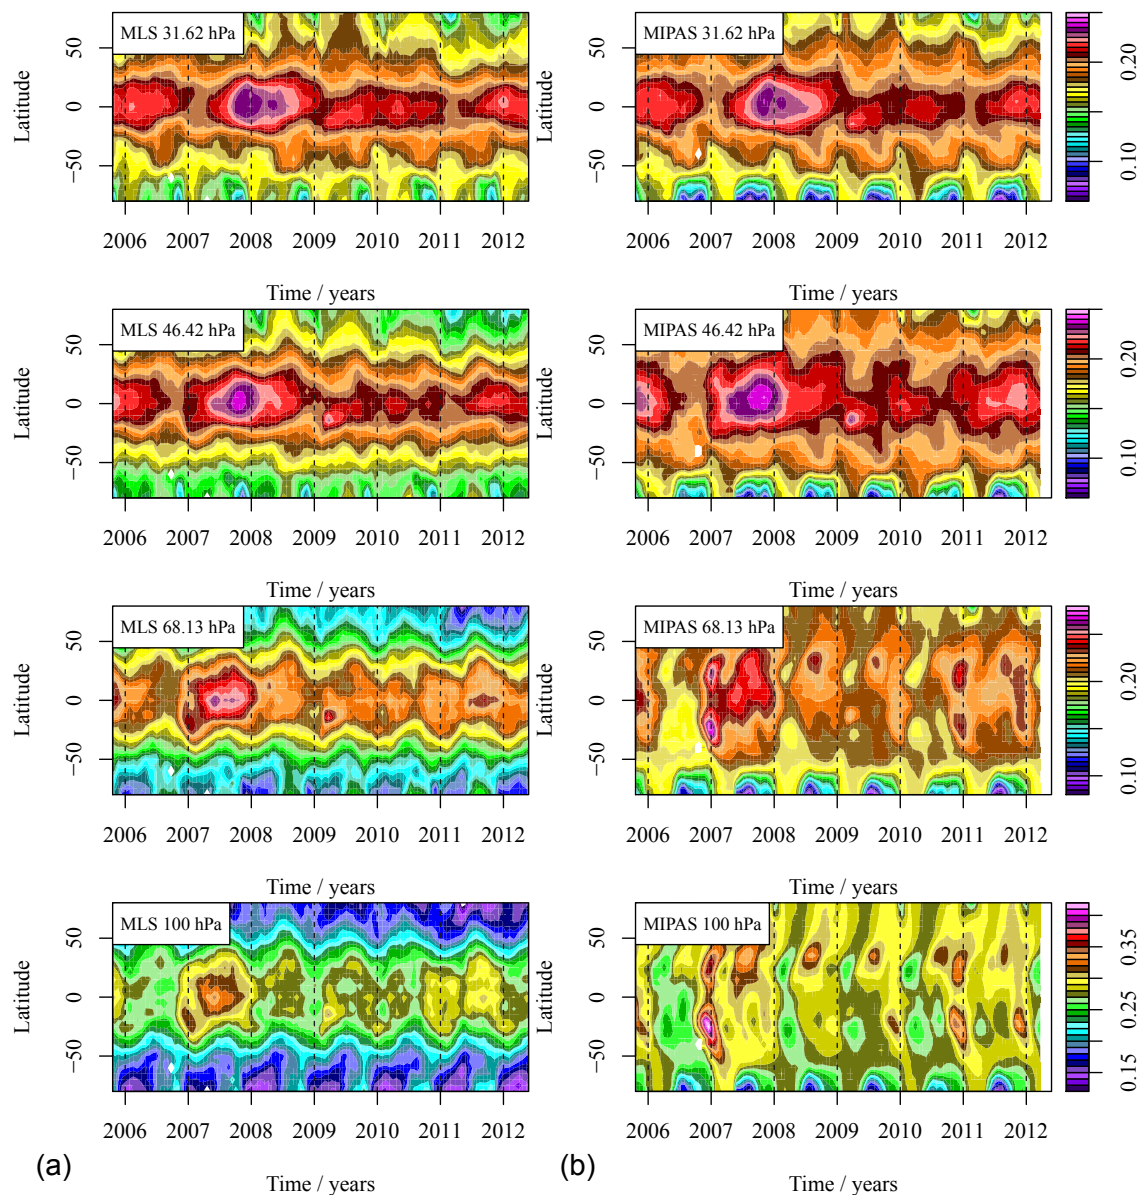 MLS 31.62 hPa
MIPAS 31.62 hPa
Latitude
−50 0 50
Latitude
−50 0 50
0.10 0.20
2006 2007 2008 2009 2010 2011 2012
2006 2007 2008 2009 2010 2011 2012
Time / years
Time / years
MLS 46.42 hPa
MIPAS 46.42 hPa
Latitude
−50 0 50
Latitude
−50 0 50
0.10 0.20
2006 2007 2008 2009 2010 2011 2012
2006 2007 2008 2009 2010 2011 2012
Time / years
Time / years
MLS 68.13 hPa
MIPAS 68.13 hPa
Latitude
−50 0 50
Latitude
−50 0 50
0.10 0.20
2006 2007 2008 2009 2010 2011 2012
2006 2007 2008 2009 2010 2011 2012
Time / years
Time / years
MLS 100 hPa
MIPAS 100 hPa
Latitude
−50 0 50
Latitude
−50 0 50
0.15 0.25 0.35
2006 2007 2008 2009 2010 2011 2012
2006 2007 2008 2009 2010 2011 2012
(a)
Time / years
(b)
Time / years